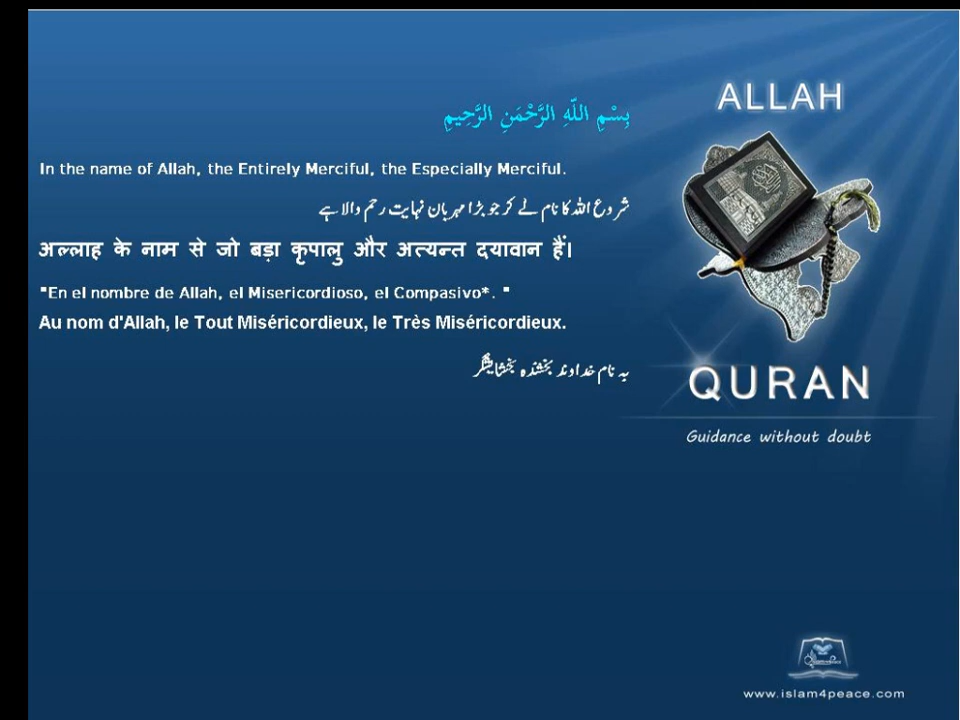 بِسْمِ اللّهِ الرَّحْمَنِ الرَّحِيمِ
In the name of Allah, the Entirely Merciful, the Especially Merciful.
شروع الله کا نام لے کر جو بڑا مہربان نہایت رحم والا ہے
अल्लाह के नाम से जो बड़ा कृपालु और अत्यन्त दयावान हैं।
"En el nombre de Allah, el Misericordioso, el Compasivo*. "
Au nom d'Allah, le Tout Miséricordieux, le Très Miséricordieux.
به نام خداوند بخشنده بخشایشگر
ALLAH
QURAN
Guidance without doubt
www.islam4peace.com